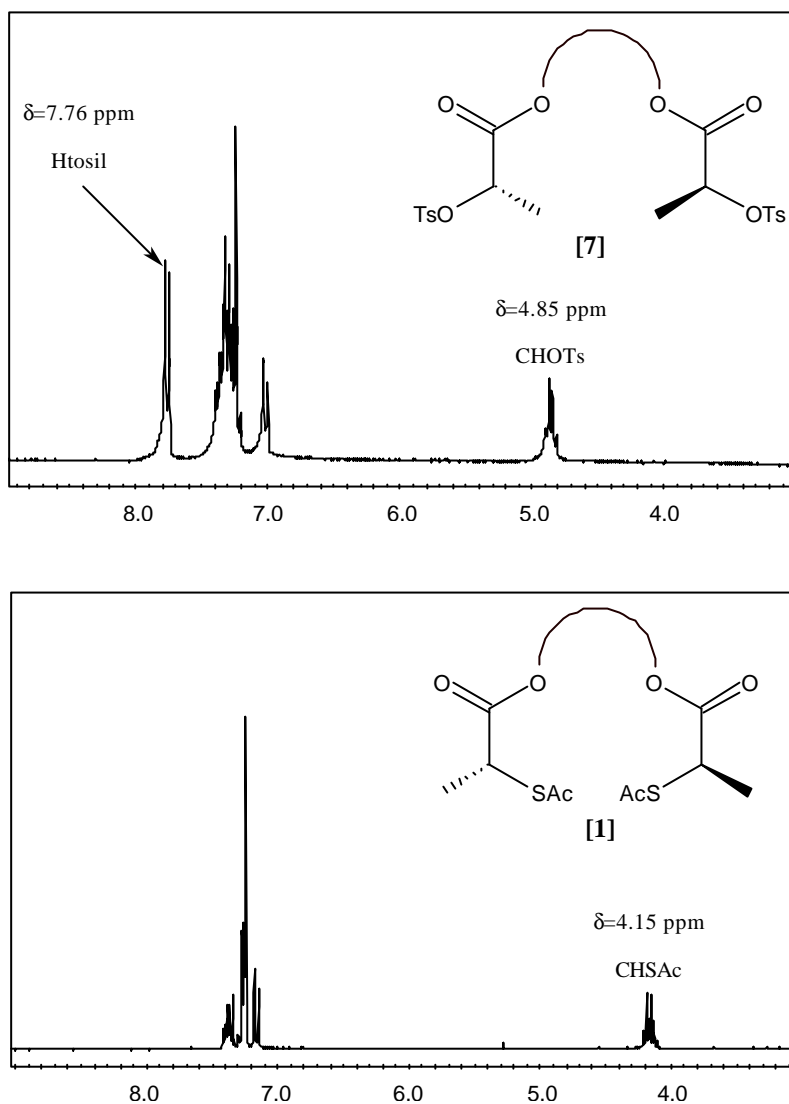 δ=7.76 ppm
Htosil
O
O
O
O
TsO
OTs
[7]
δ=4.85 ppm
CHOTs
8.0 7.0 6.0 5.0 4.0
O
O
O
O
SAc
AcS
[1]
δ=4.15 ppm
CHSAc
8.0 7.0 6.0 5.0 4.0